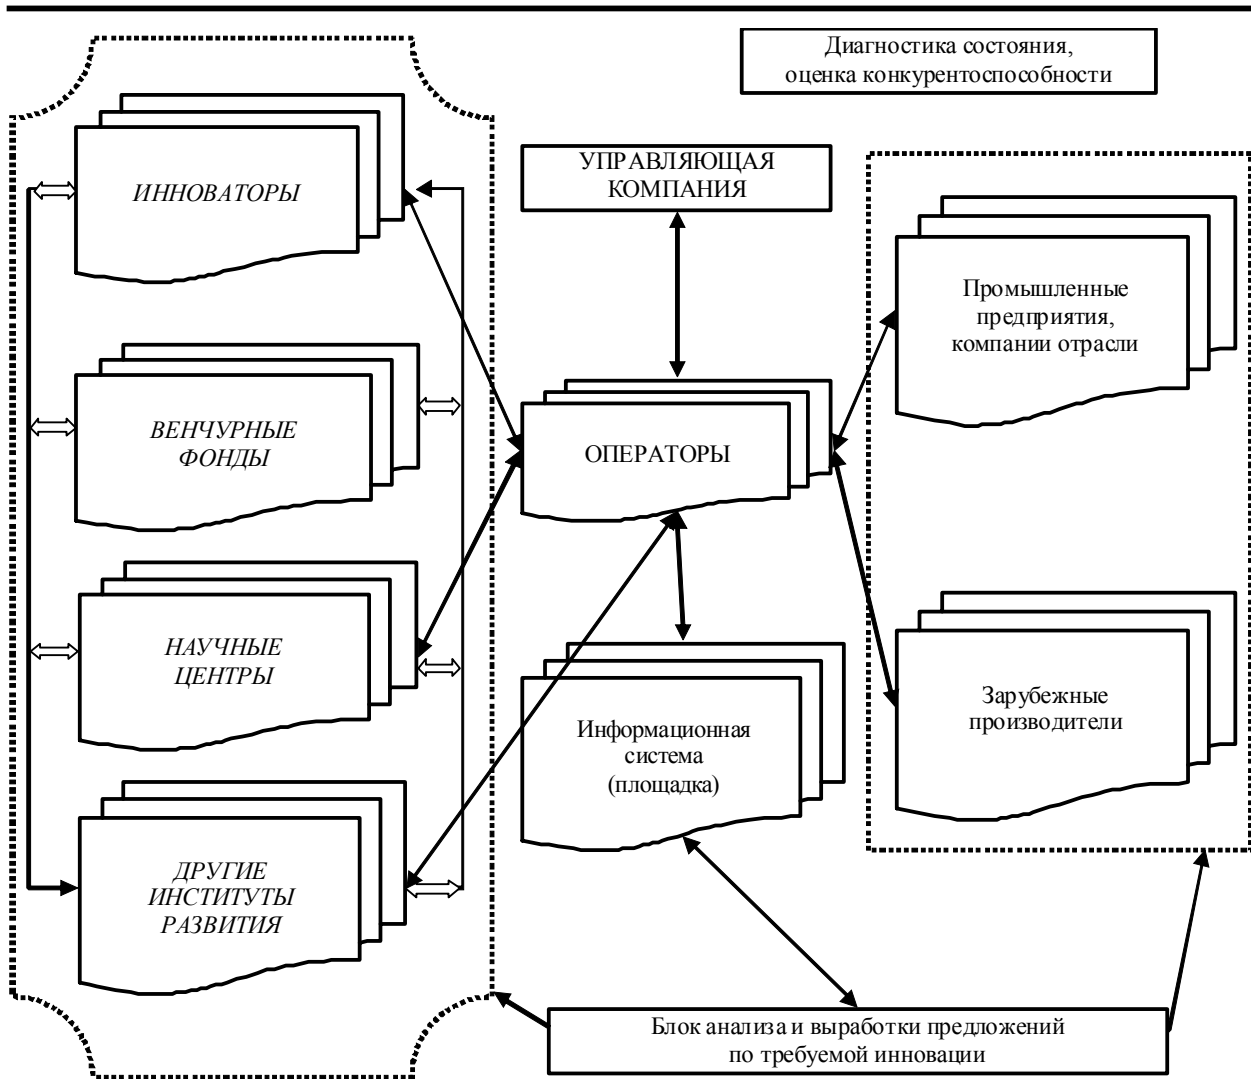 Диагностика состояния,
оценка конкурентоспособности
УПРАВЛЯЮЩАЯ
КОМПАНИЯ
ИННОВАТОРЫ
Промышленные
предприятия,
компании отрасли
ВЕНЧУРНЫЕ
ФОНДЫ
ОПЕРАТОРЫ
НАУЧНЫЕ
ЦЕНТРЫ
Информационная
система
(площадка)
Зарубежные
производители
ДРУГИЕ
ИНСТИТУТЫ
РАЗВИТИЯ
Блок анализа и выработки предложений
по требуемой инновации